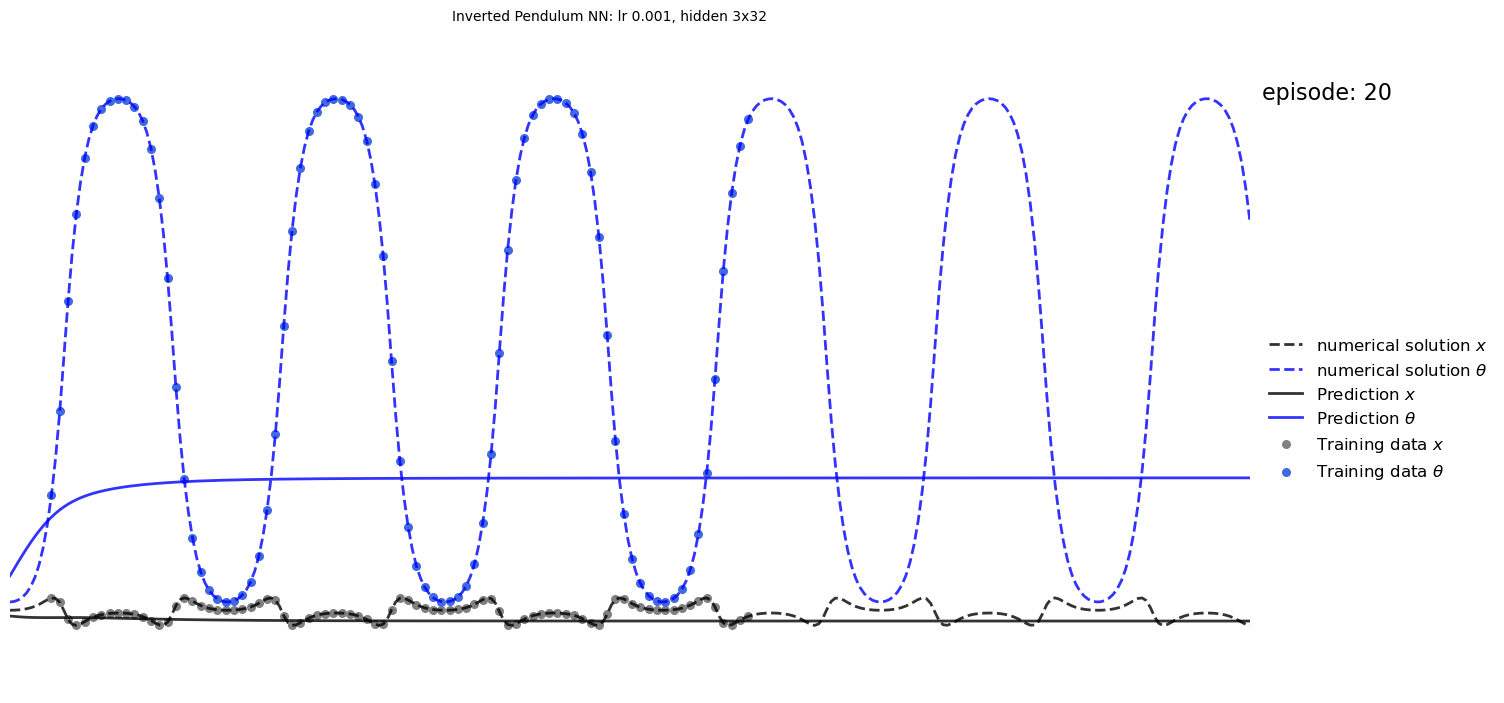 Inverted Pendulum NN: lr 0.001, hidden 3x32
episode: 20
numerical solution x
numerical solution θ
Prediction x
Prediction θ
Training data x
Training data θ